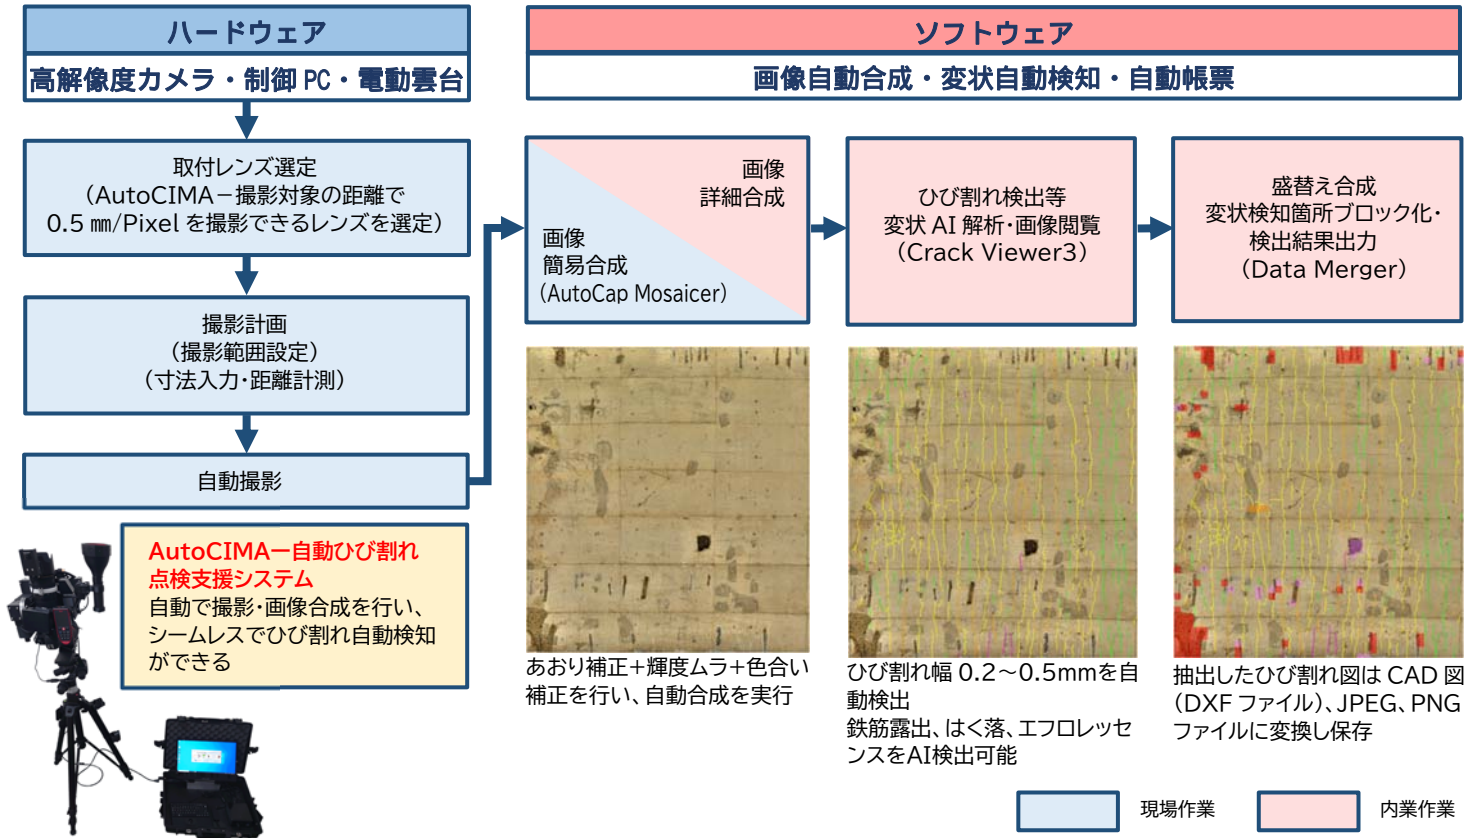 ハードウェア
高解像度カメラ・制御 PC・電動雲台
取付レンズ選定
（AutoCIMA－撮影対象の距離で
0.5 ㎜/Pixel を撮影できるレンズを選定）
撮影計画
（撮影範囲設定）
（寸法入力・距離計測）
自動撮影
AutoCIMAー自動ひび割れ
点検支援システム
自動で撮影・画像合成を行い、
シームレスでひび割れ自動検知
ができる
ソフトウェア
画像自動合成・変状自動検知・自動帳票
画像
詳細合成
画像
簡易合成
（AutoCap Mosaicer）
ひび割れ検出等
変状 AI 解析・画像閲覧
（Crack Viewer3）
盛替え合成
変状検知箇所ブロック化・
検出結果出力
（Data Merger）
あおり補正＋輝度ムラ＋色合い
補正を行い、自動合成を実行
ひび割れ幅 0.2～0.5mmを自
動検出
鉄筋露出、はく落、エフロレッセ
ンスをAI検出可能
抽出したひび割れ図は CAD 図
（DXF ファイル）、JPEG、PNG
ファイルに変換し保存
現場作業
内業作業